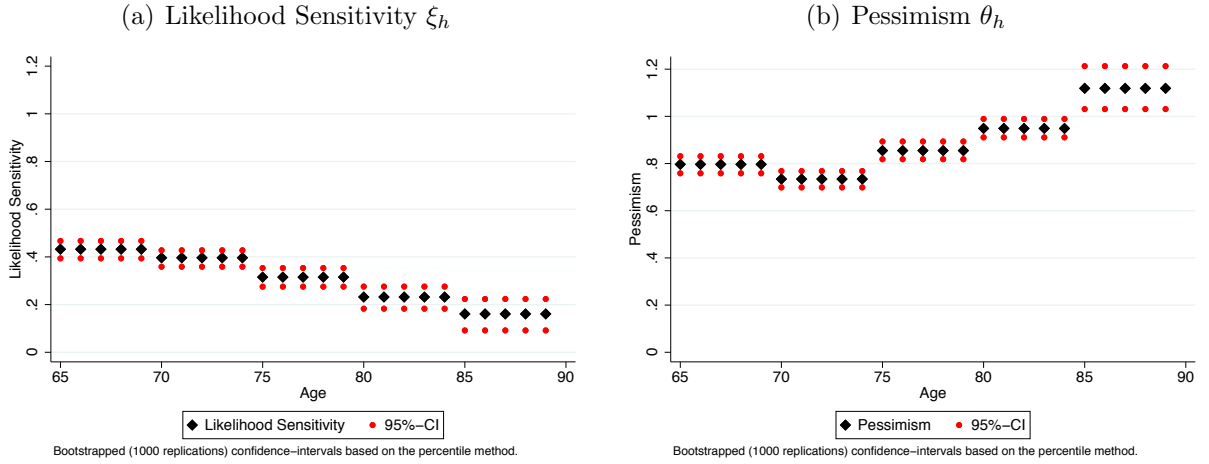 (a) Likelihood Sensitivity ξ_h
Likelihood Sensitivity
1.2
1
.8
.6
.4
.2
0
65 70 75 80 85 90
Age
Likelihood Sensitivity 95%−CI
Bootstrapped (1000 replications) confidence−intervals based on the percentile method.
(b) Pessimism θ_h
Pessimism
1.2
1
.8
.6
.4
.2
0
65 70 75 80 85 90
Age
Pessimism 95%−CI
Bootstrapped (1000 replications) confidence−intervals based on the percentile method.